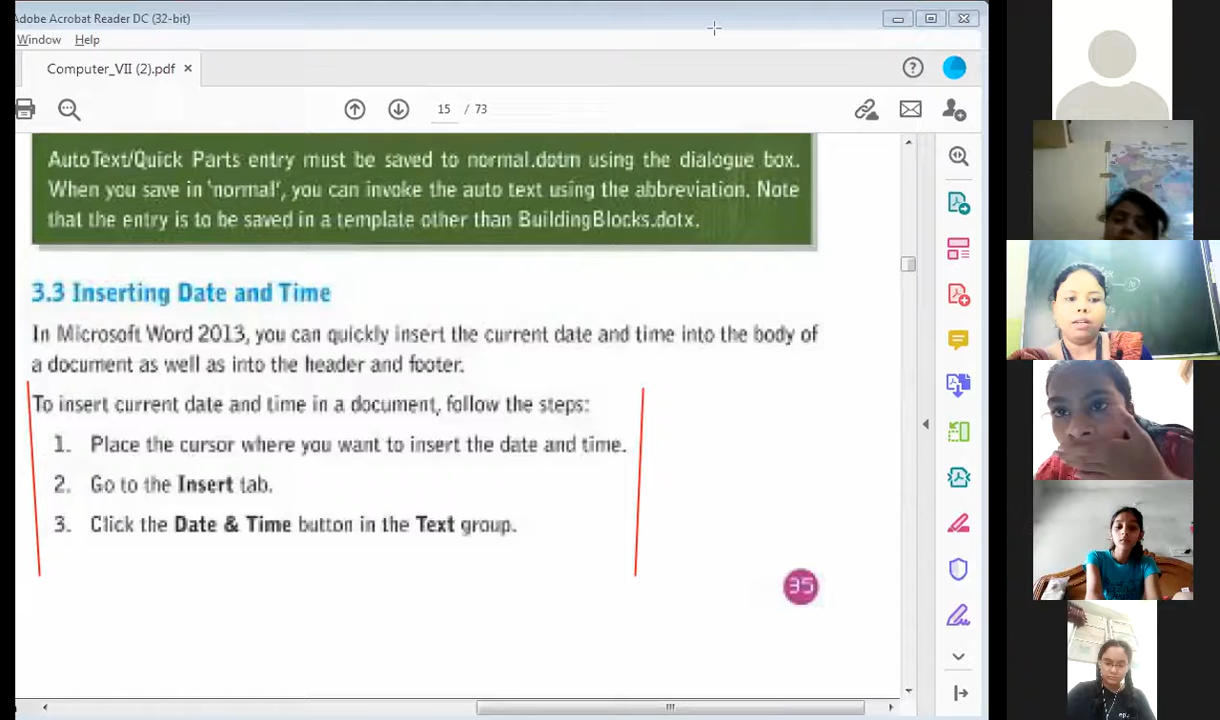 Adobe Acrobat Reader DC (32-bit)
Window Help
Computer_VII (2).pdf ×
15 / 73
AutoText/Quick Parts entry must be saved to normal.dotm using the dialogue box.
When you save in 'normal', you can invoke the auto text using the abbreviation. Note
that the entry is to be saved in a template other than BuildingBlocks.dotx.
3.3 Inserting Date and Time
In Microsoft Word 2013, you can quickly insert the current date and time into the body of
a document as well as into the header and footer.
To insert current date and time in a document, follow the steps:
1. Place the cursor where you want to insert the date and time.
2. Go to the Insert tab.
3. Click the Date & Time button in the Text group.
35